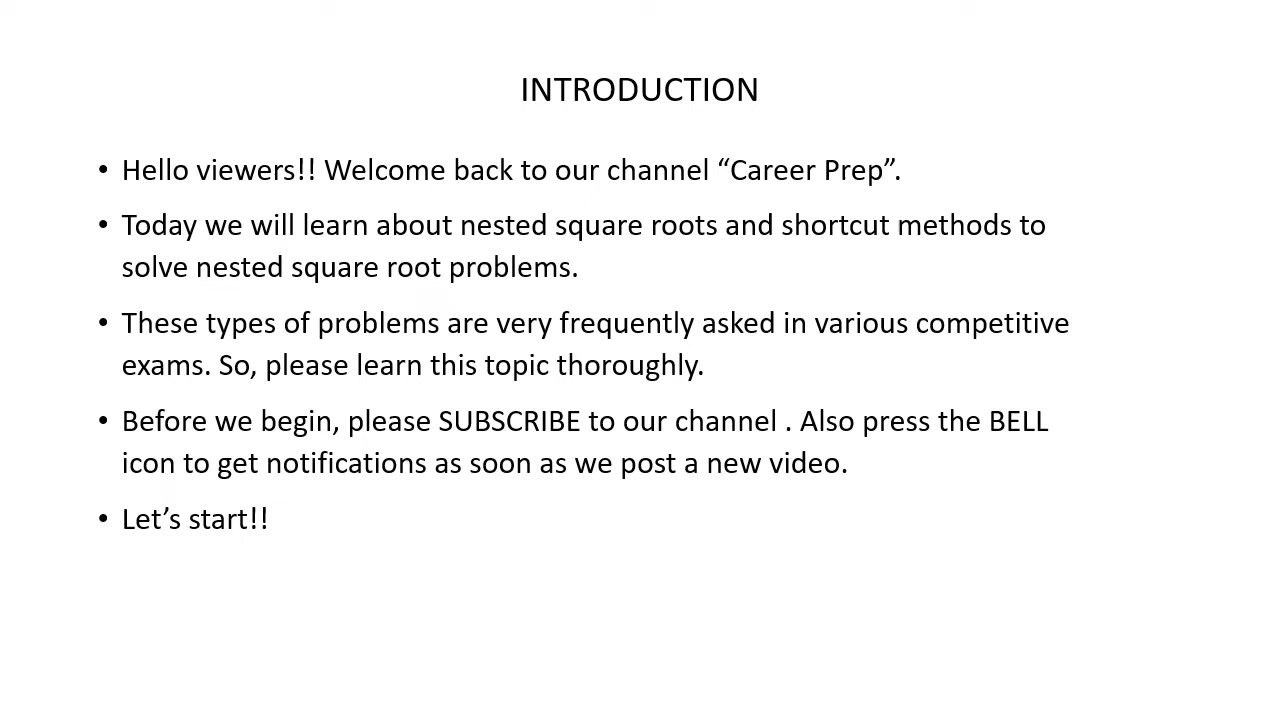 INTRODUCTION
• Hello viewers!! Welcome back to our channel “Career Prep”.
• Today we will learn about nested square roots and shortcut methods to
solve nested square root problems.
• These types of problems are very frequently asked in various competitive
exams. So, please learn this topic thoroughly.
• Before we begin, please SUBSCRIBE to our channel . Also press the BELL
icon to get notifications as soon as we post a new video.
• Let’s start!!